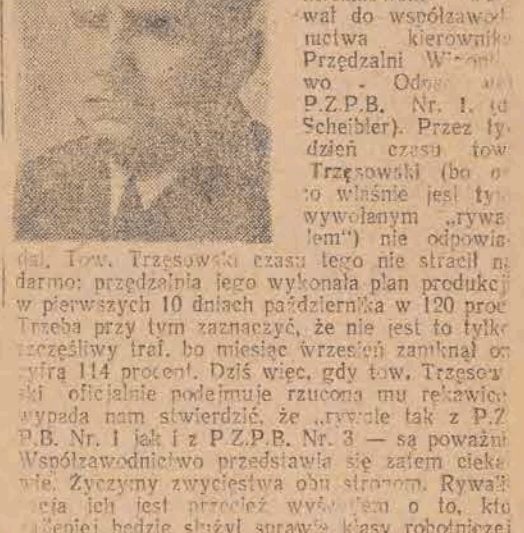 wał do współzawod
nictwa kierownika
Przędzalni
wo - 
P.Z.P.B. Nr. 1. (d
Scheibler). Przez ty
dzień czasu tow
Trzęsowski (bo o
to właśnie jest tym
wywołanym „rywa
lem") nie odpowia
dał. Tow. Trzęsowski czasu tego nie stracił na
darmo: przędzalnia jego wykonała plan produkcji
w pierwszych 10 dniach października w 120 proc
Trzeba przy tym zaznaczyć, że nie jest to tylko
szczęśliwy traf, bo miesiąc wrzesień zamknął on
cyfrą 114 procent. Dziś więc, gdy tow. Trzęsow
ski oficjalnie podejmuje rzuconą mu rękawicę
wypada nam stwierdzić, że „rywale tak z P.Z
P.B. Nr. 1 jak i z P.Z.P.B. Nr. 3 — są poważni
Współzawodnictwo przedstawia się zatem cieka
wie. Życzymy zwycięstwa obu stronom. Rywali
zacja ich jest przecież wyścigiem o to, kto
najlepiej będzie służył sprawie klasy robotniczej